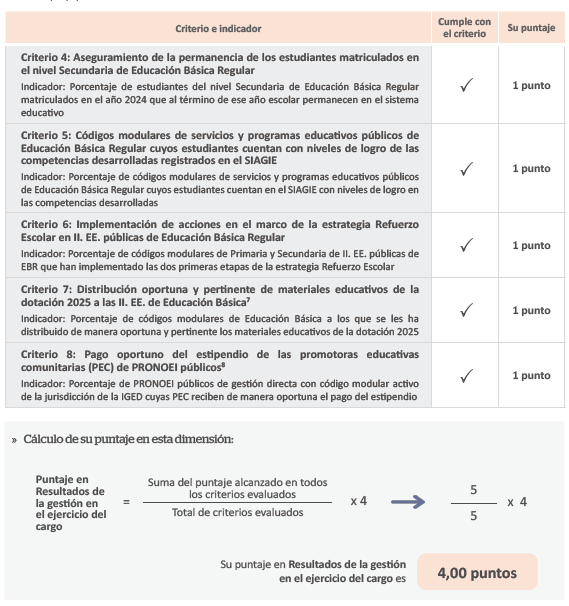 Criterio e indicador
Cumple con
el criterio
Su puntaje
Criterio 4: Aseguramiento de la permanencia de los estudiantes matriculados en
el nivel Secundaria de Educación Básica Regular
Indicador: Porcentaje de estudiantes del nivel Secundaria de Educación Básica Regular
matriculados en el año 2024 que al término de ese año escolar permanecen en el sistema
educativo
✓
1 punto
Criterio 5: Códigos modulares de servicios y programas educativos públicos de
Educación Básica Regular cuyos estudiantes cuentan con niveles de logro de las
competencias desarrolladas registrados en el SIAGIE
Indicador: Porcentaje de códigos modulares de servicios y programas educativos públicos
de Educación Básica Regular cuyos estudiantes cuentan en el SIAGIE con niveles de logro en
las competencias desarrolladas
✓
1 punto
Criterio 6: Implementación de acciones en el marco de la estrategia Refuerzo
Escolar en II. EE. públicas de Educación Básica Regular
Indicador: Porcentaje de códigos modulares de Primaria y Secundaria de II. EE. públicas de
EBR que han implementado las dos primeras etapas de la estrategia Refuerzo Escolar
✓
1 punto
Criterio 7: Distribución oportuna y pertinente de materiales educativos de la
dotación 2025 a las II. EE. de Educación Básica⁷
Indicador: Porcentaje de códigos modulares de Educación Básica a los que se les ha
distribuido de manera oportuna y pertinente los materiales educativos de la dotación 2025
✓
1 punto
Criterio 8: Pago oportuno del estipendio de las promotoras educativas
comunitarias (PEC) de PRONOEI públicos⁸
Indicador: Porcentaje de PRONOEI públicos de gestión directa con código modular activo
de la jurisdicción de la IGED cuyas PEC reciben de manera oportuna el pago del estipendio
✓
1 punto
» Cálculo de su puntaje en esta dimensión:
Puntaje en
Resultados de
la gestión en
el ejercicio del
cargo
=
Suma del puntaje alcanzado en todos
los criterios evaluados
Total de criterios evaluados
x 4
5
5
x 4
Su puntaje en Resultados de la gestión
en el ejercicio del cargo es
4,00 puntos